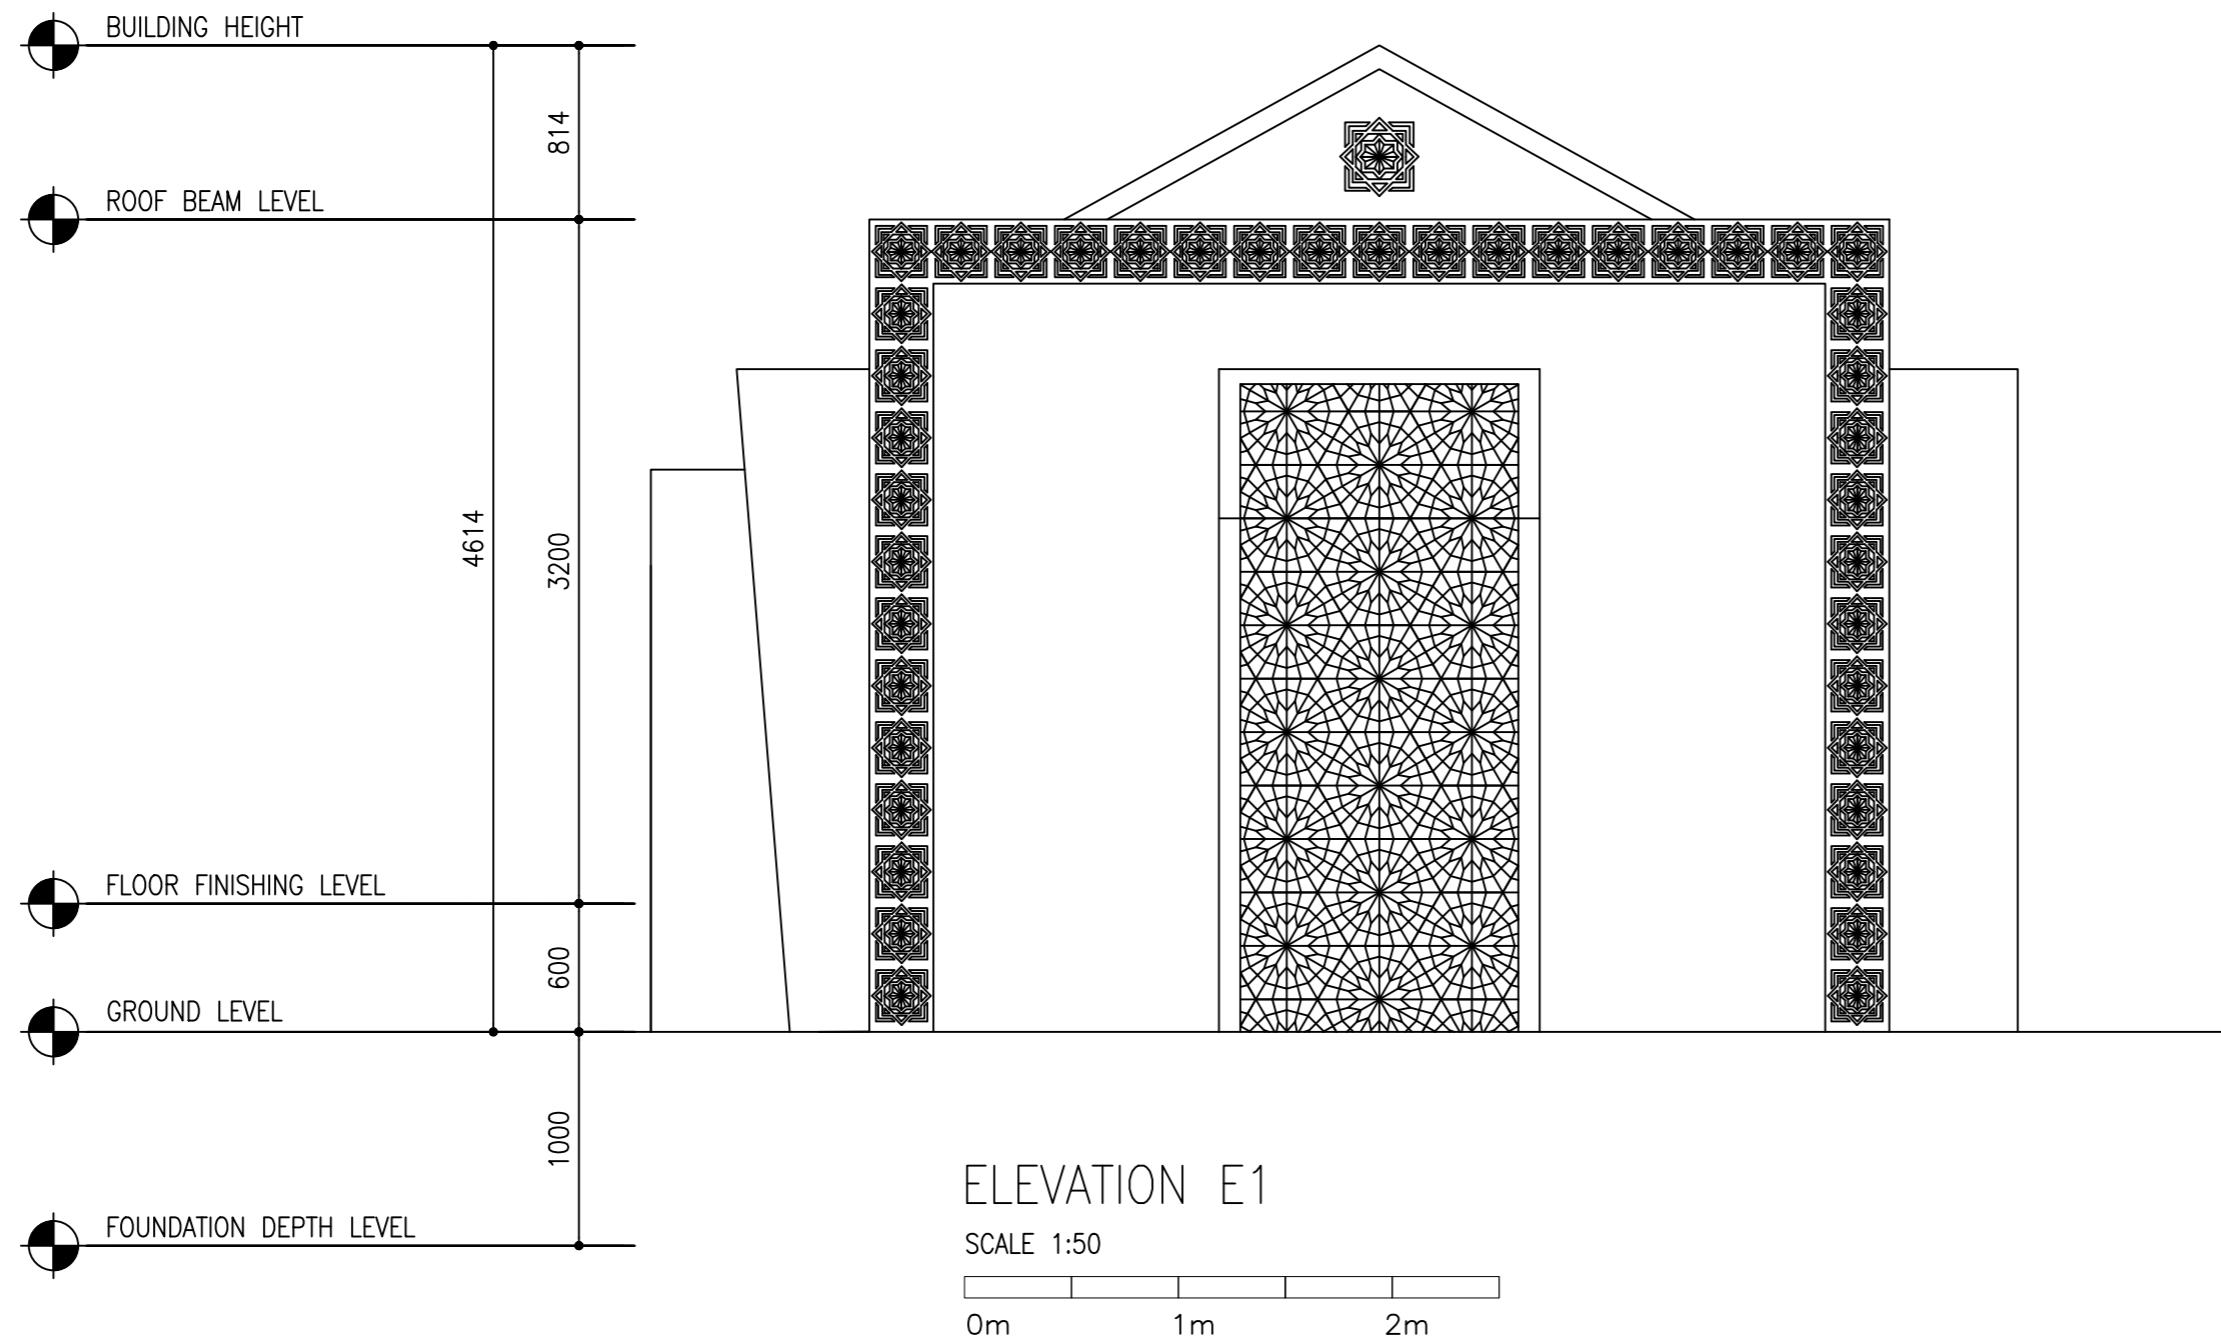 BUILDING HEIGHT
814
ROOF BEAM LEVEL
4614
3200
FLOOR FINISHING LEVEL
600
GROUND LEVEL
1000
FOUNDATION DEPTH LEVEL
ELEVATION E1
SCALE 1:50
0m 1m 2m